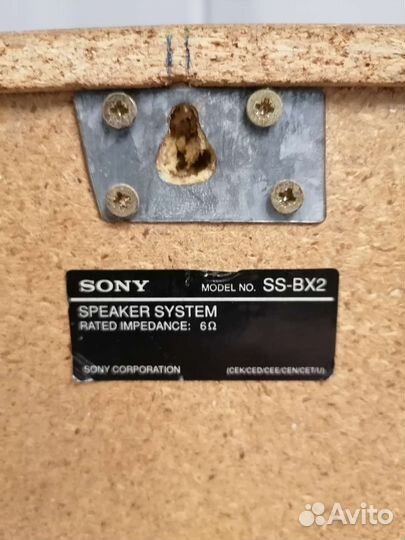 SONY MODEL NO. SS-BX2
SPEAKER SYSTEM
RATED IMPEDANCE: 6Ω
SONY CORPORATION (CEK/CED/CEE/CEN/CET/U)
Avito